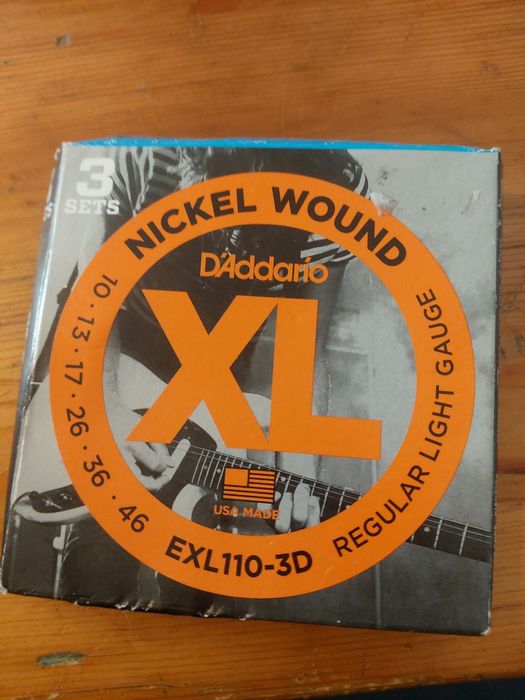 3
SETS
NICKEL WOUND
D'Addario
XL
10 · 13 · 17 · 26 · 36 · 46
REGULAR LIGHT GAUGE
USA MADE
EXL110-3D